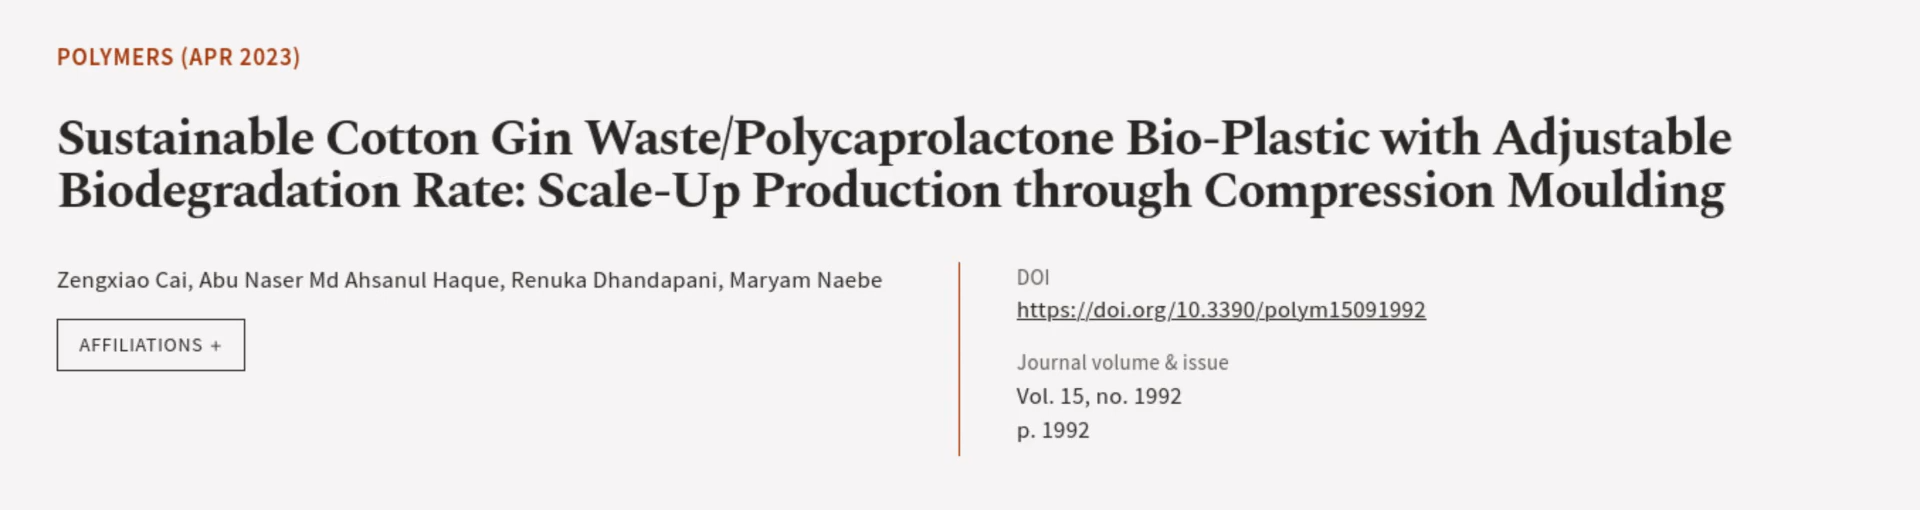 POLYMERS (APR 2023)
Sustainable Cotton Gin Waste/Polycaprolactone Bio-Plastic with Adjustable
Biodegradation Rate: Scale-Up Production through Compression Moulding
Zengxiao Cai, Abu Naser Md Ahsanul Haque, Renuka Dhandapani, Maryam Naebe
AFFILIATIONS +
DOI
https://doi.org/10.3390/polym15091992
Journal volume & issue
Vol. 15, no. 1992
p. 1992